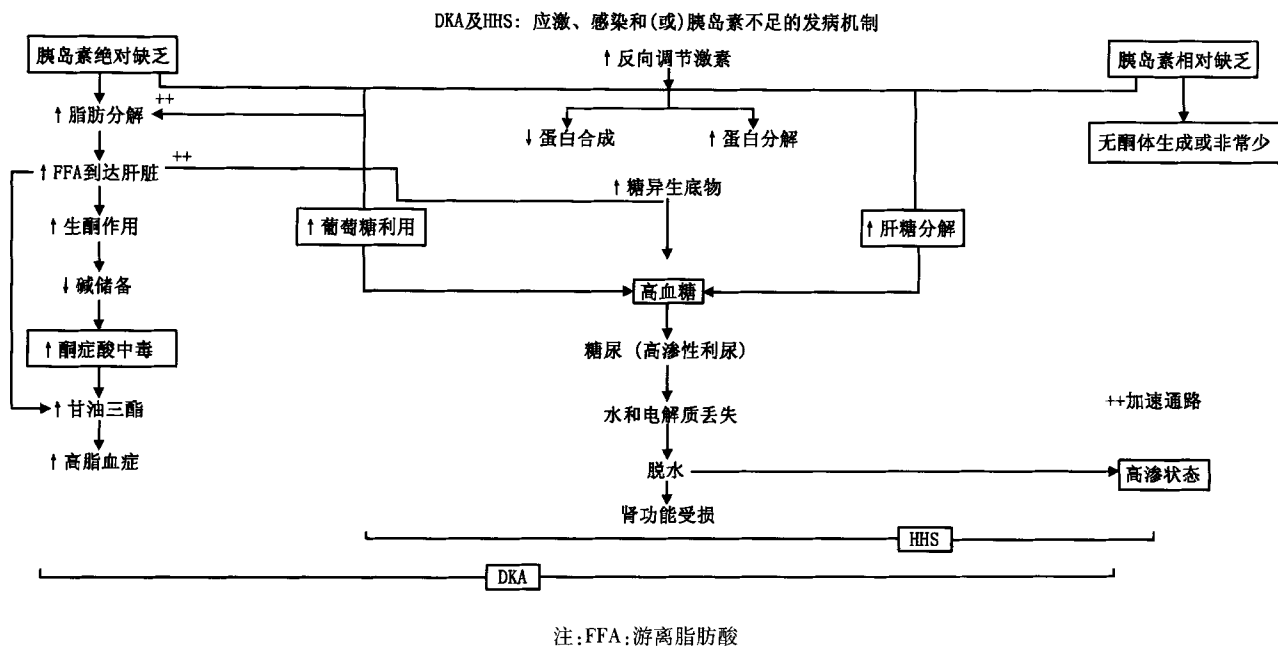 DKA及HHS: 应激、感染和(或)胰岛素不足的发病机制
胰岛素绝对缺乏
↑反向调节激素
胰岛素相对缺乏
++
↑脂肪分解
↓蛋白合成
↑蛋白分解
无酮体生成或非常少
++
↑FFA到达肝脏
↑糖异生底物
↑生酮作用
↑葡萄糖利用
↑肝糖分解
↓碱储备
高血糖
↑酮症酸中毒
糖尿 (高渗性利尿)
↑甘油三酯
水和电解质丢失
++加速通路
↑高脂血症
脱水
高渗状态
肾功能受损
HHS
DKA
注:FFA:游离脂肪酸